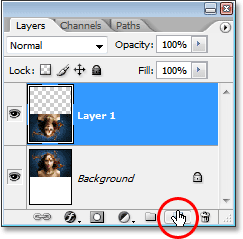 Layers Channels Paths
Normal Opacity: 100%
Lock: Fill: 100%
Layer 1
Background